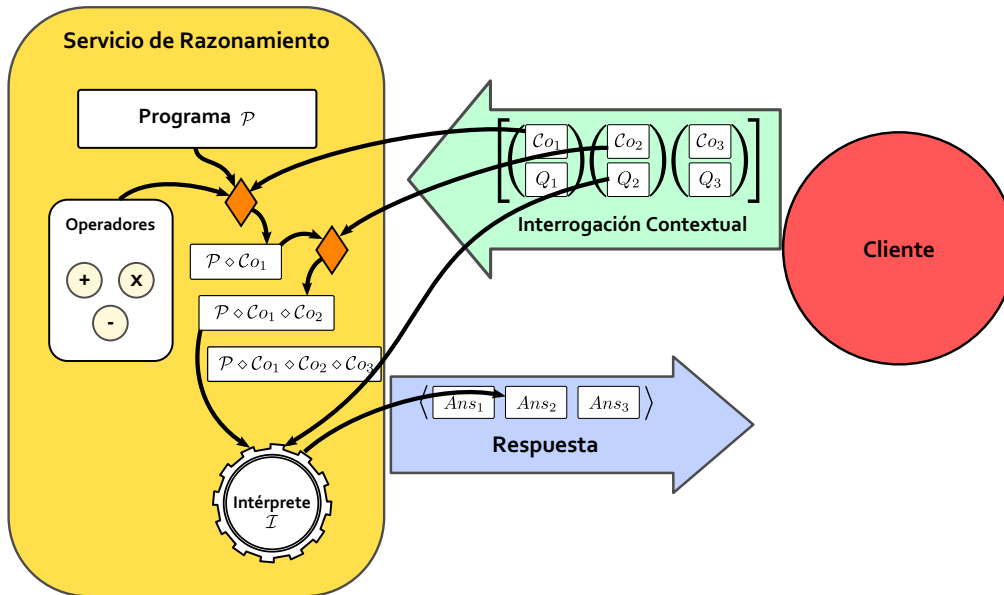 Servicio de Razonamiento
Programa 𝒫
Operadores
+ x
-
𝒫 ⋄ 𝒞o₁
𝒫 ⋄ 𝒞o₁ ⋄ 𝒞o₂
𝒫 ⋄ 𝒞o₁ ⋄ 𝒞o₂ ⋄ 𝒞o₃
Intérprete
ℐ
[ ( 𝒞o₁ ) ( 𝒞o₂ ) ( 𝒞o₃ ) ]
Q₁ Q₂ Q₃
Interrogación Contextual
⟨ Ans₁ Ans₂ Ans₃ ⟩
Respuesta
Cliente